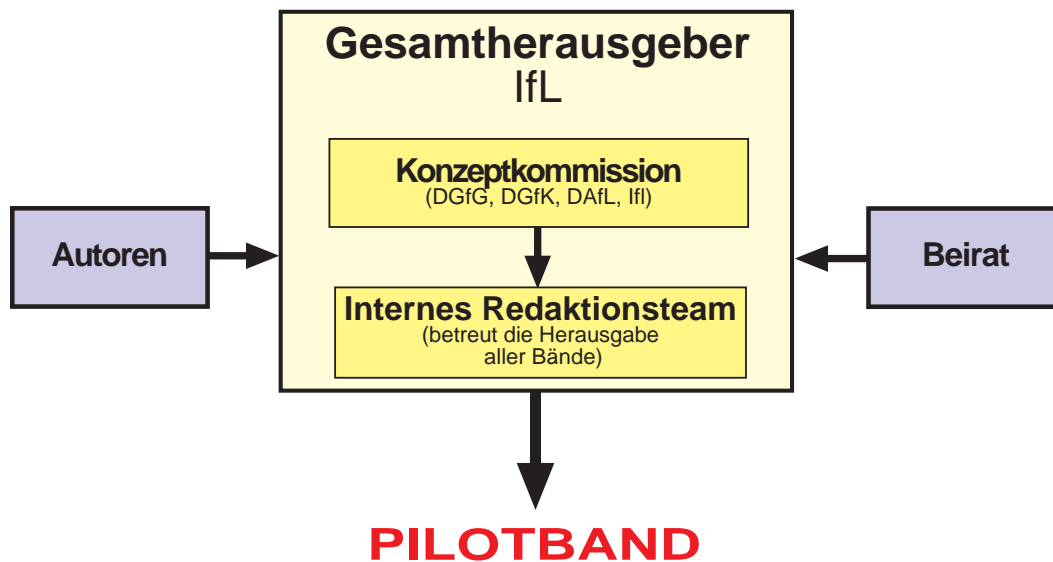 Gesamtherausgeber
IfL
Konzeptkommission
(DGfG, DGfK, DAfL, Ifl)
Autoren
Beirat
Internes Redaktionsteam
(betreut die Herausgabe
aller Bände)
PILOTBAND